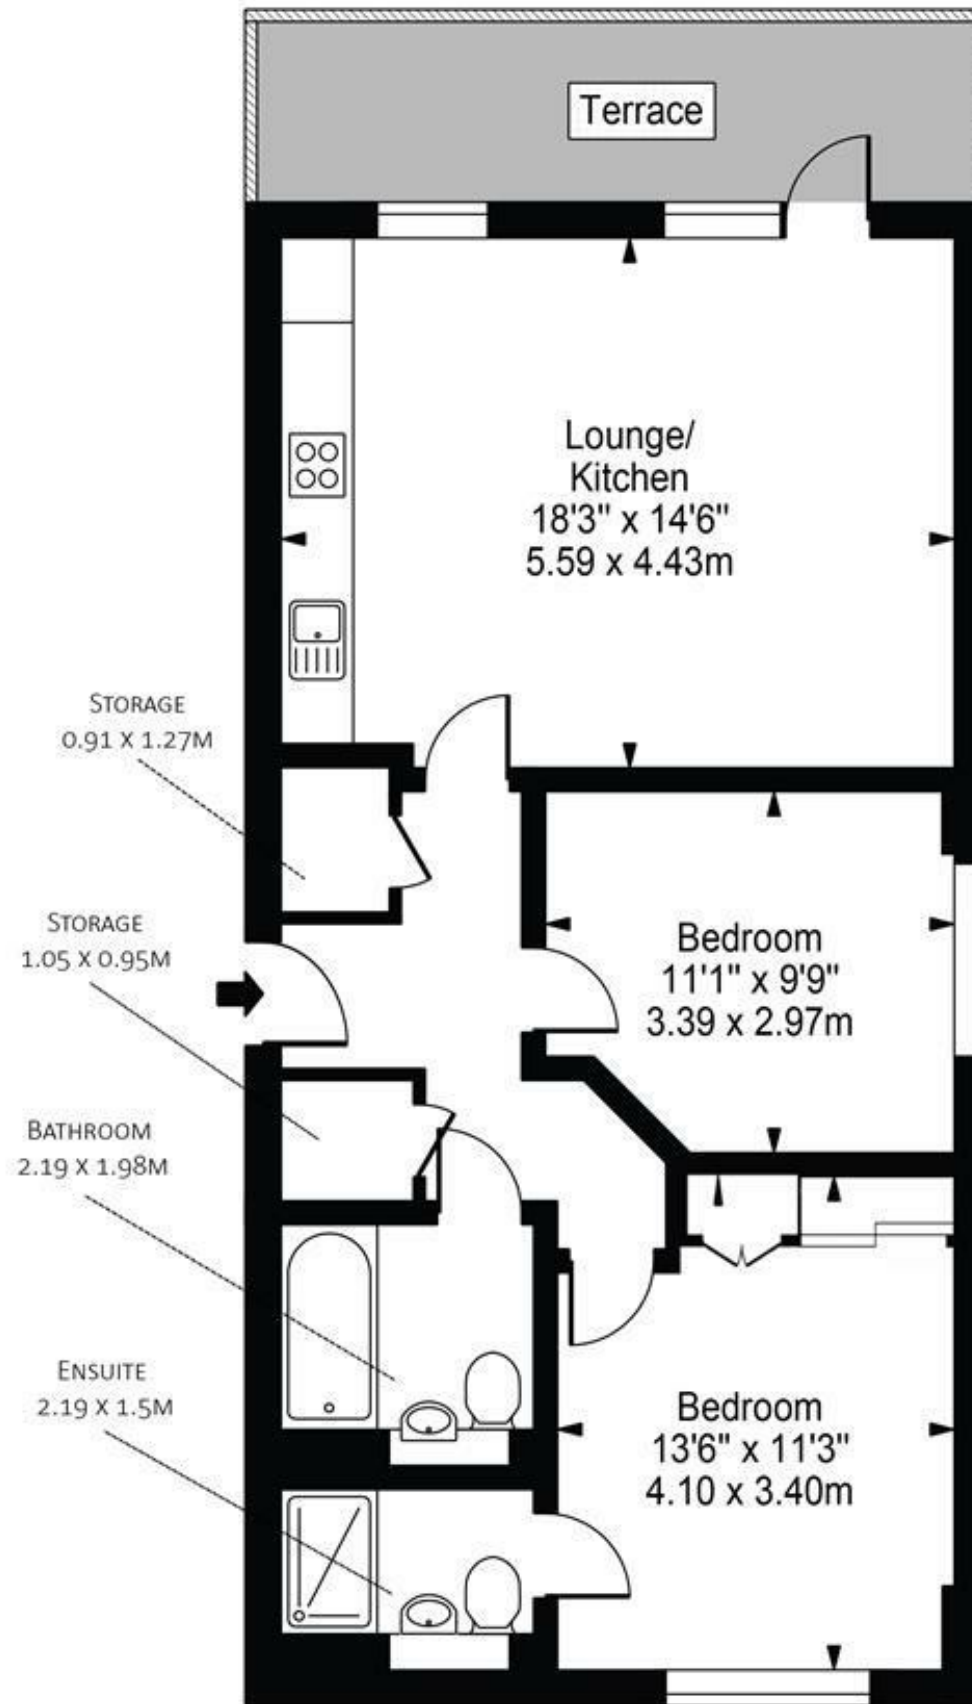 Terrace
Lounge/
Kitchen
18'3" x 14'6"
5.59 x 4.43m
STORAGE
0.91 X 1.27M
STORAGE
1.05 X 0.95M
Bedroom
11'1" x 9'9"
3.39 x 2.97m
BATHROOM
2.19 X 1.98M
ENSUITE
2.19 X 1.5M
Bedroom
13'6" x 11'3"
4.10 x 3.40m